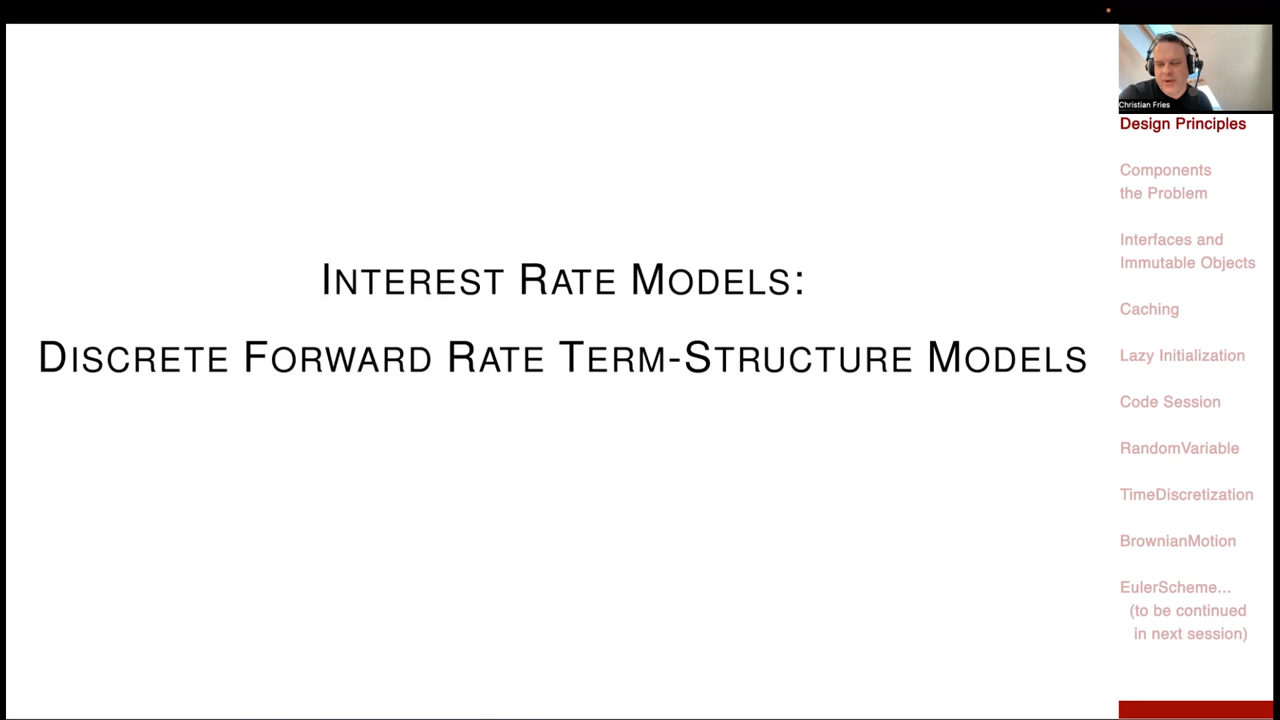 INTEREST RATE MODELS:
DISCRETE FORWARD RATE TERM-STRUCTURE MODELS
Christian Fries
Design Principles
Components
the Problem
Interfaces and
Immutable Objects
Caching
Lazy Initialization
Code Session
RandomVariable
TimeDiscretization
BrownianMotion
EulerScheme...
(to be continued
in next session)